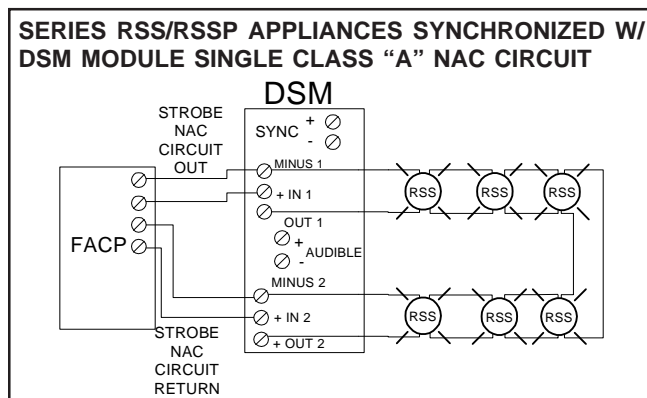 SERIES RSS/RSSP APPLIANCES SYNCHRONIZED W/
DSM MODULE SINGLE CLASS “A” NAC CIRCUIT
DSM
STROBE
NAC
CIRCUIT
OUT
SYNC + -
MINUS 1
+ IN 1
OUT 1
+
AUDIBLE
-
MINUS 2
+ IN 2
+ OUT 2
FACP
STROBE
NAC
CIRCUIT
RETURN
RSS RSS RSS
RSS RSS RSS